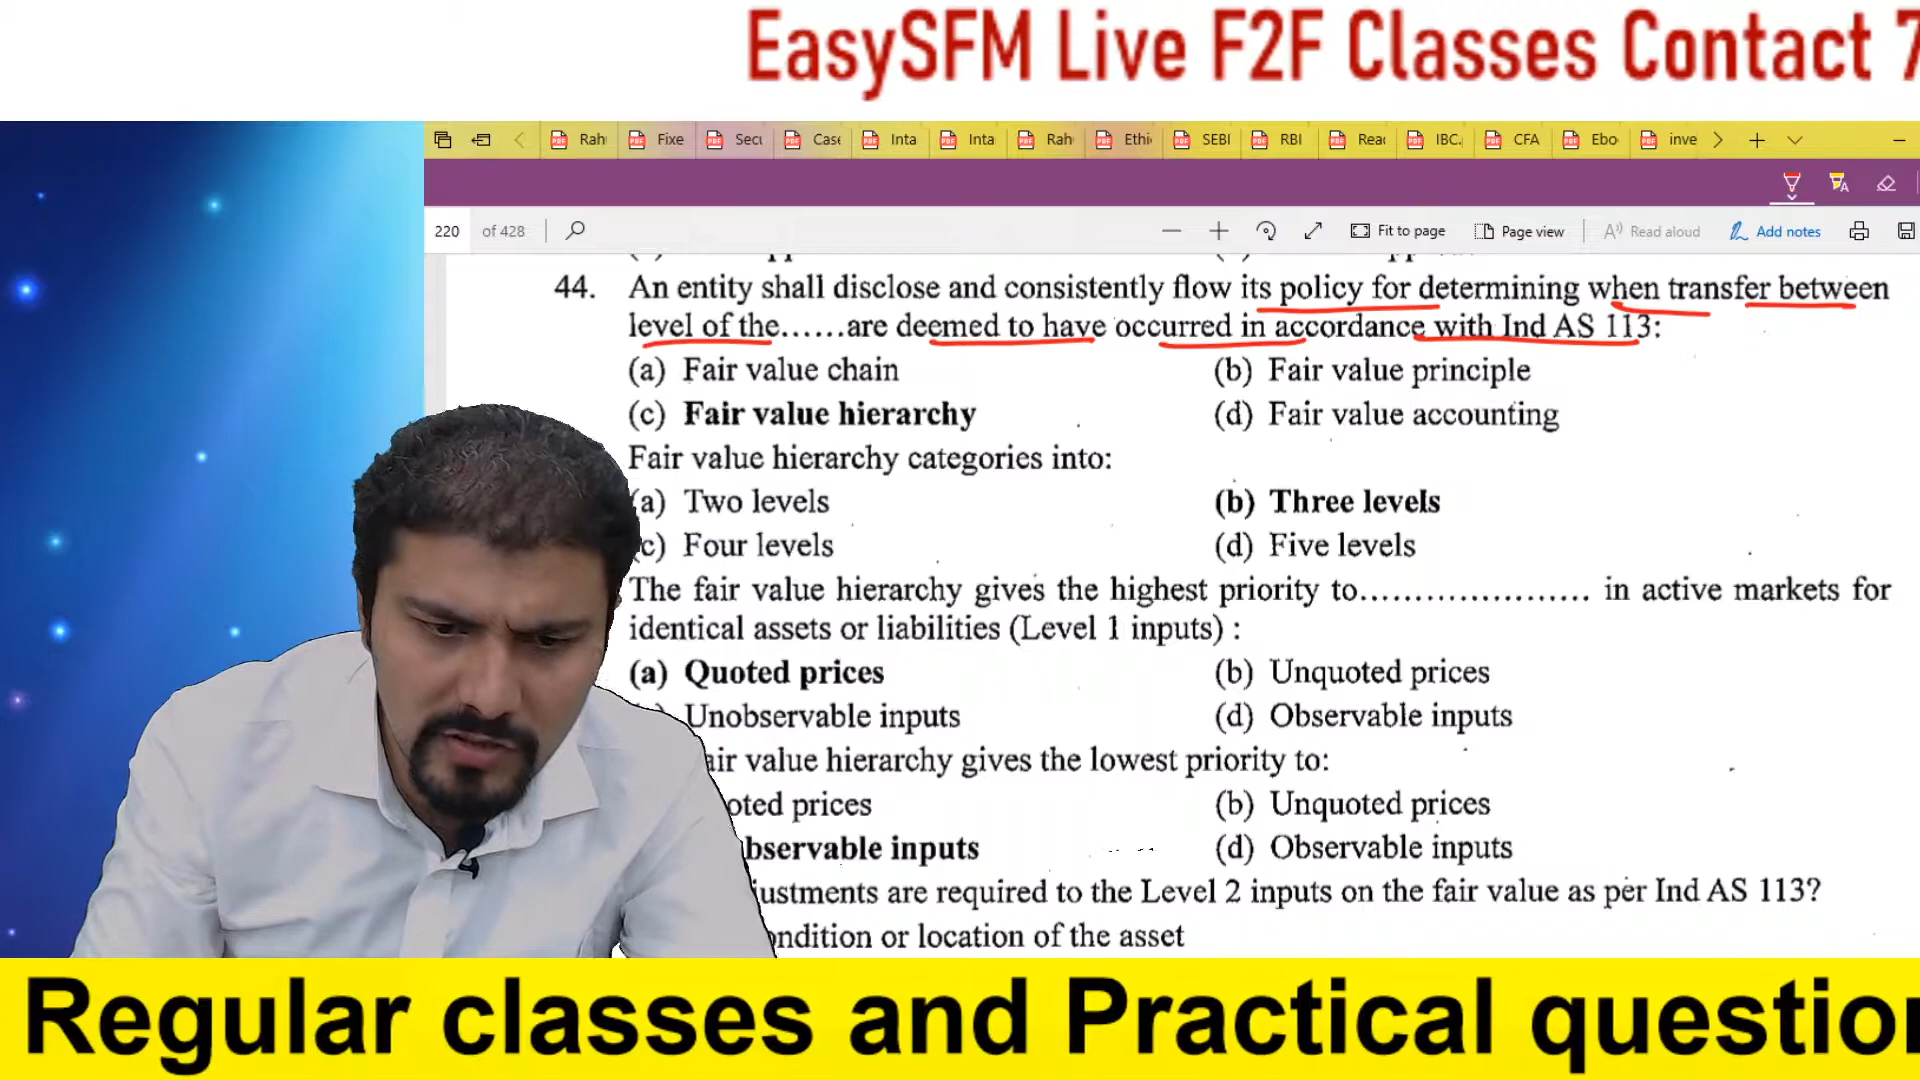 EasySFM Live F2F Classes Contact 7
Rah Fixe Secu Case Inta Inta Rah Ethi SEBI RBI Reac IBC. CFA Ebo inve
220 of 428 Fit to page Page view Read aloud Add notes
44. An entity shall disclose and consistently flow its policy for determining when transfer between
level of the......are deemed to have occurred in accordance with Ind AS 113:
(a) Fair value chain (b) Fair value principle
(c) Fair value hierarchy (d) Fair value accounting
Fair value hierarchy categories into:
(a) Two levels (b) Three levels
c) Four levels (d) Five levels
The fair value hierarchy gives the highest priority to..................... in active markets for
identical assets or liabilities (Level 1 inputs) :
(a) Quoted prices (b) Unquoted prices
Unobservable inputs (d) Observable inputs
air value hierarchy gives the lowest priority to:
oted prices (b) Unquoted prices
bservable inputs (d) Observable inputs
justments are required to the Level 2 inputs on the fair value as per Ind AS 113?
ondition or location of the asset
Regular classes and Practical question